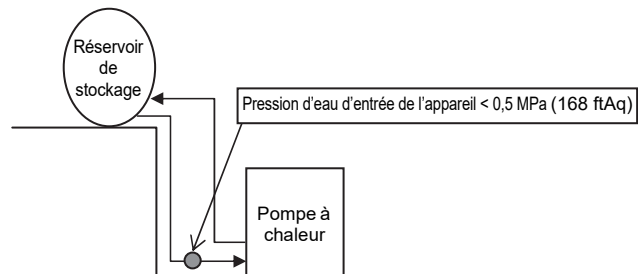 Réservoir
de
stockage
Pression d'eau d'entrée de l'appareil < 0,5 MPa (168 ftAq)
Pompe à
chaleur